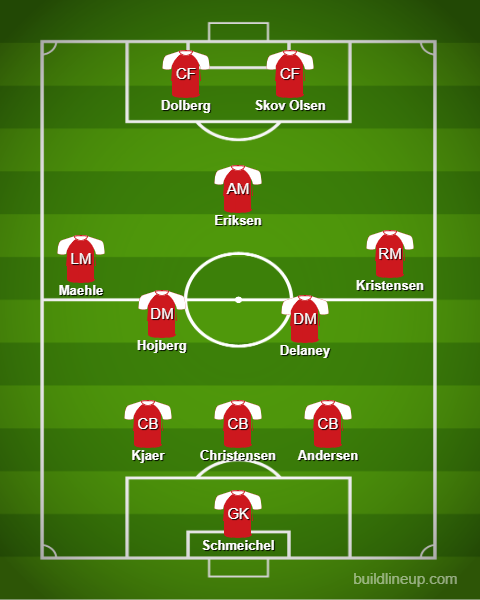 CF
CF
Dolberg
Skov Olsen
AM
Eriksen
LM
RM
Maehle
Kristensen
DM
DM
Hojberg
Delaney
CB
CB
CB
Kjaer
Christensen
Andersen
GK
Schmeichel
buildlineup.com